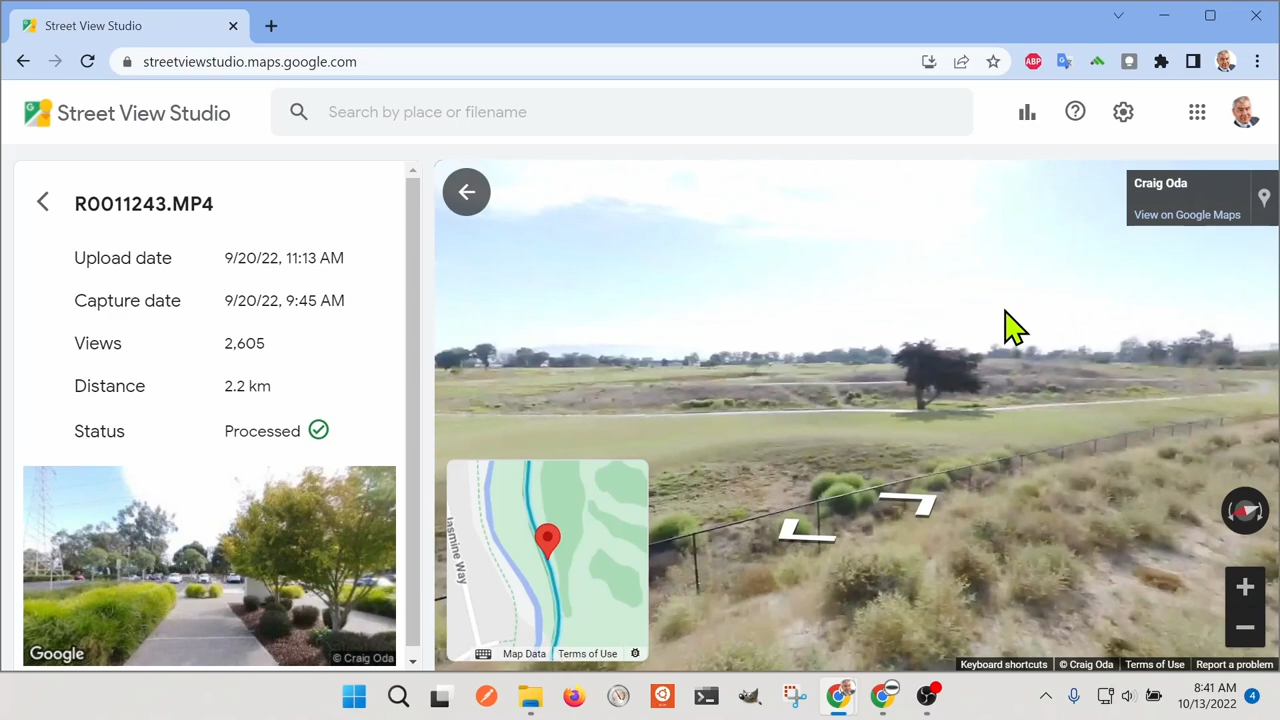 Street View Studio
streetviewstudio.maps.google.com
ABP
Street View Studio
Search by place or filename
R0011243.MP4
Upload date 9/20/22, 11:13 AM
Capture date 9/20/22, 9:45 AM
Views 2,605
Distance 2.2 km
Status Processed
Google
© Craig Oda
Craig Oda
View on Google Maps
Jasmine Way
Map Data Terms of Use
Keyboard shortcuts © Craig Oda Terms of Use Report a problem
8:41 AM
10/13/2022
4